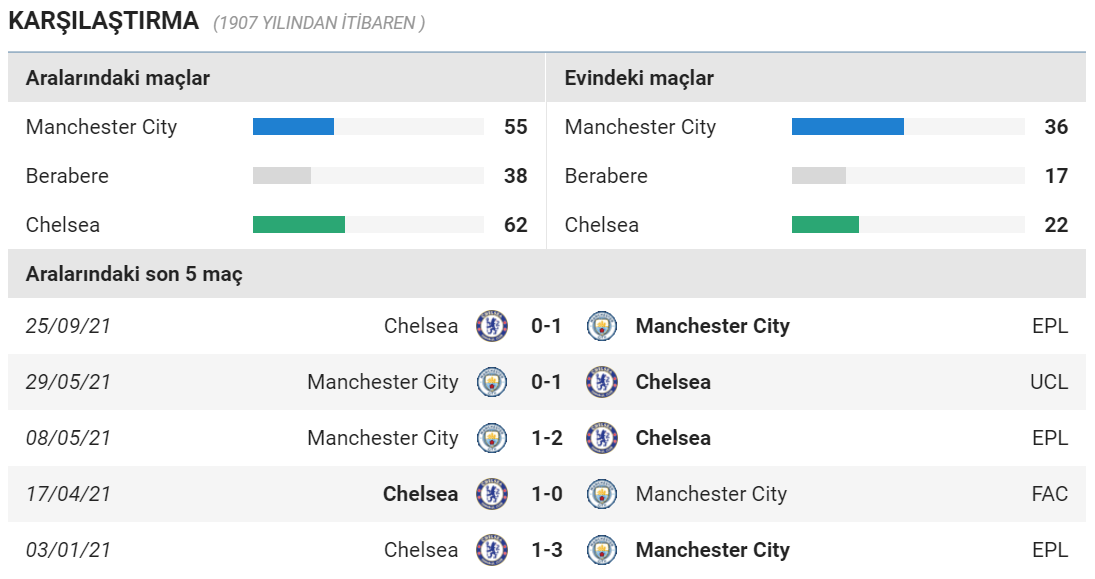 KARŞILAŞTIRMA (1907 YILINDAN İTİBAREN )
Aralarındaki maçlar Evindeki maçlar
Manchester City 55 Manchester City 36
Berabere 38 Berabere 17
Chelsea 62 Chelsea 22
Aralarındaki son 5 maç
25/09/21 Chelsea 0-1 Manchester City EPL
29/05/21 Manchester City 0-1 Chelsea UCL
08/05/21 Manchester City 1-2 Chelsea EPL
17/04/21 Chelsea 1-0 Manchester City FAC
03/01/21 Chelsea 1-3 Manchester City EPL